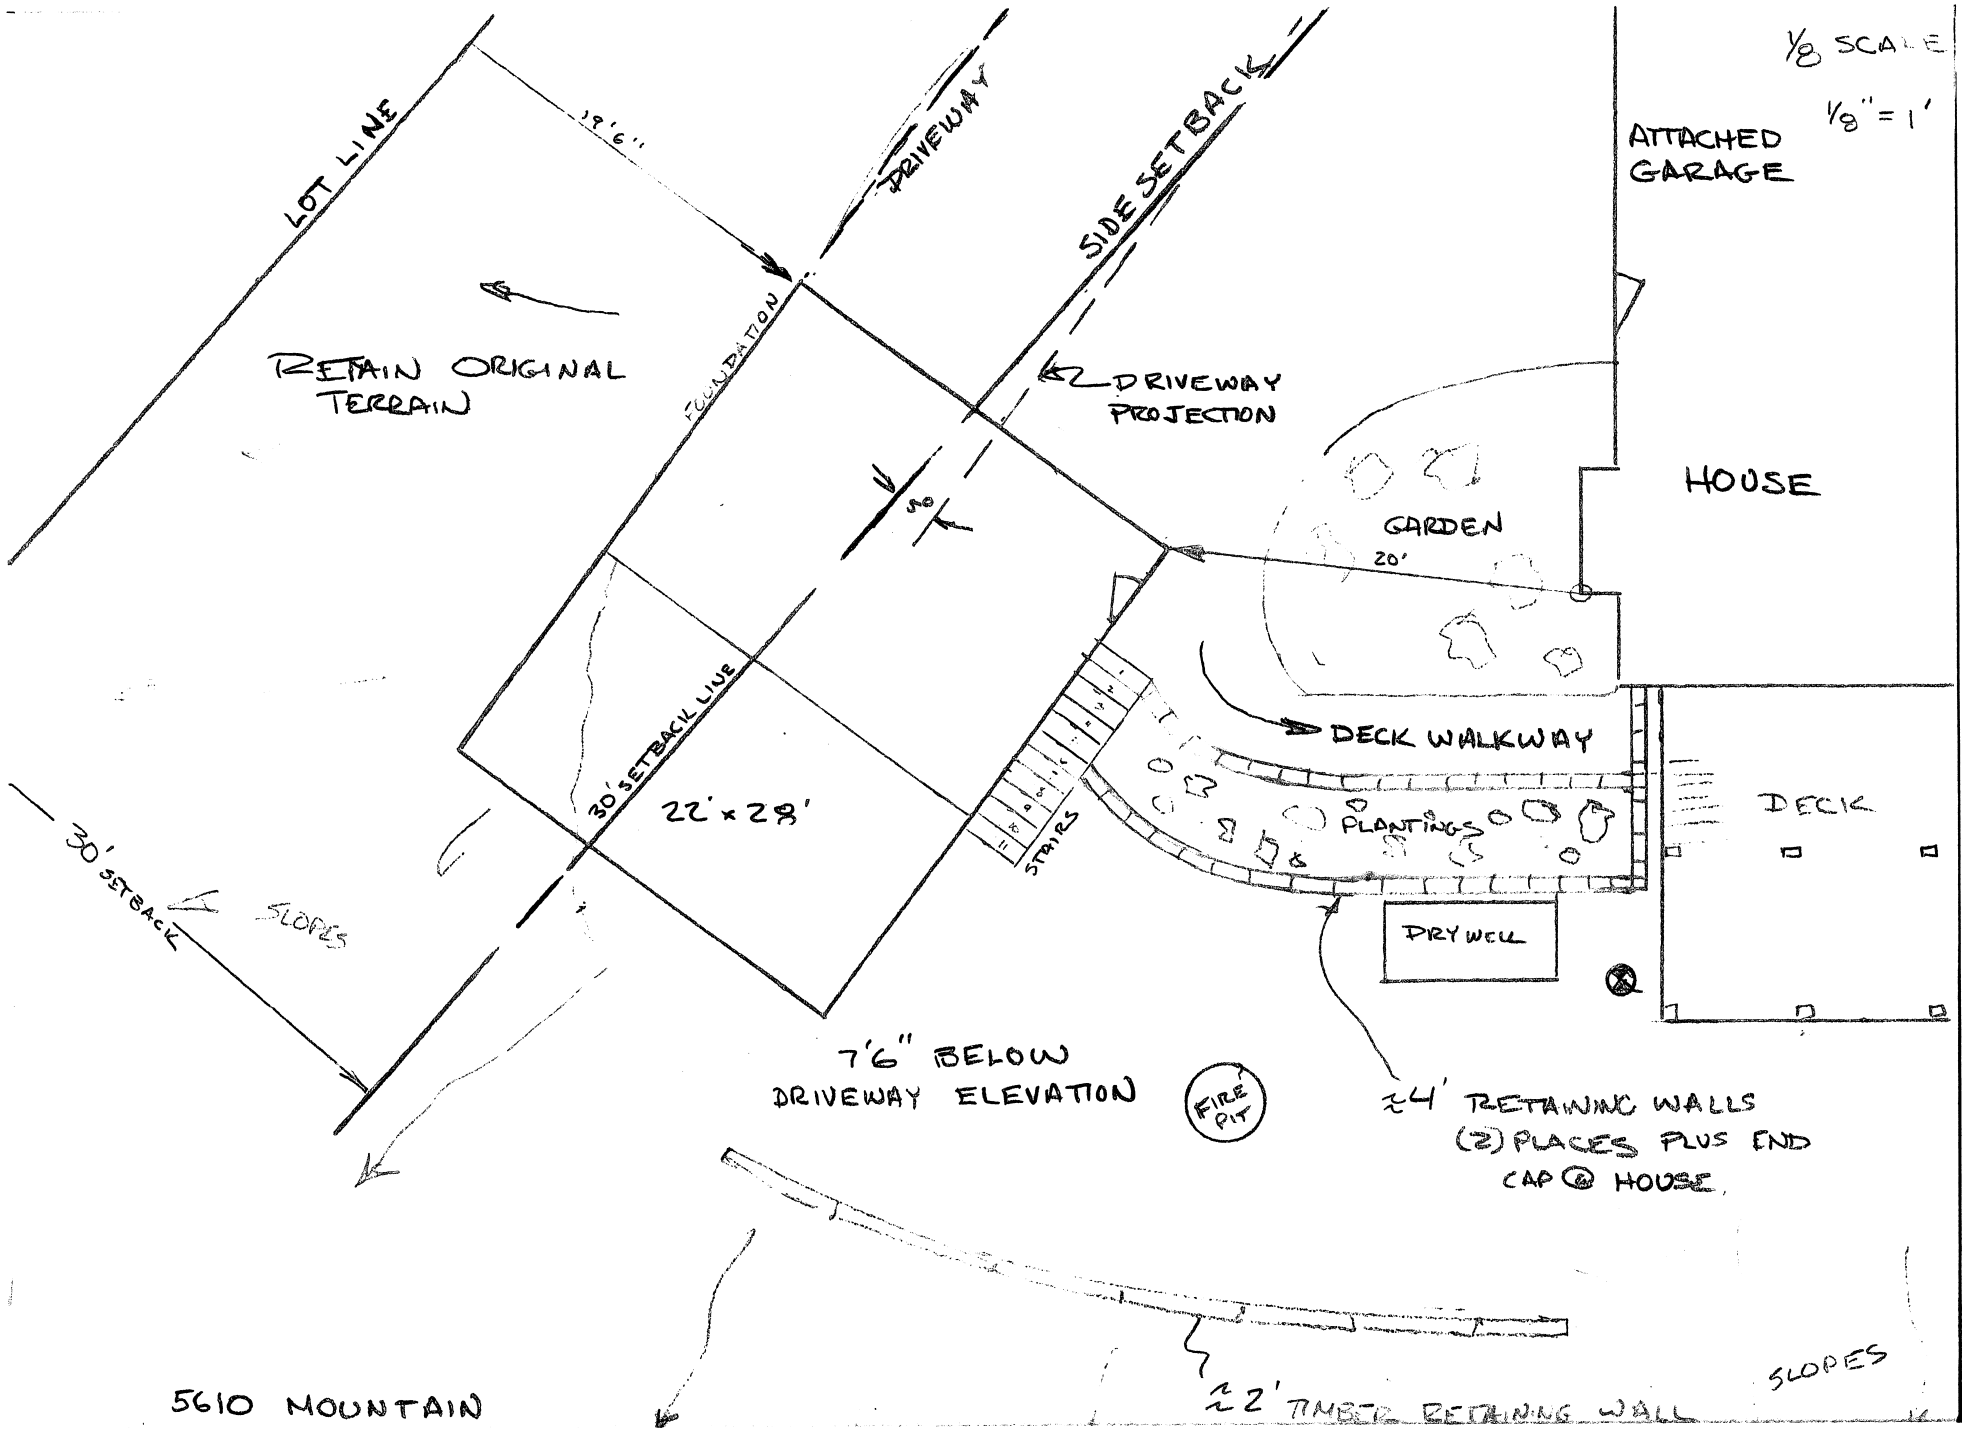 1/8 SCALE
1/8" = 1'
ATTACHED
GARAGE
LOT LINE
19'6"
DRIVEWAY
SIDE SETBACK
RETAIN ORIGINAL
TERRAIN
FOUNDATION
DRIVEWAY
PROJECTION
HOUSE
GARDEN
20'
30' SETBACK LINE
22' x 28'
STAIRS
DECK WALKWAY
PLANTINGS
DECK
DRYWELL
30' SETBACK
SLOPES
7'6" BELOW
DRIVEWAY ELEVATION
FIRE
PIT
≈4' RETAINING WALLS
(2) PLACES PLUS END
CAP @ HOUSE.
≈2' TIMBER RETAINING WALL
SLOPES
5610 MOUNTAIN